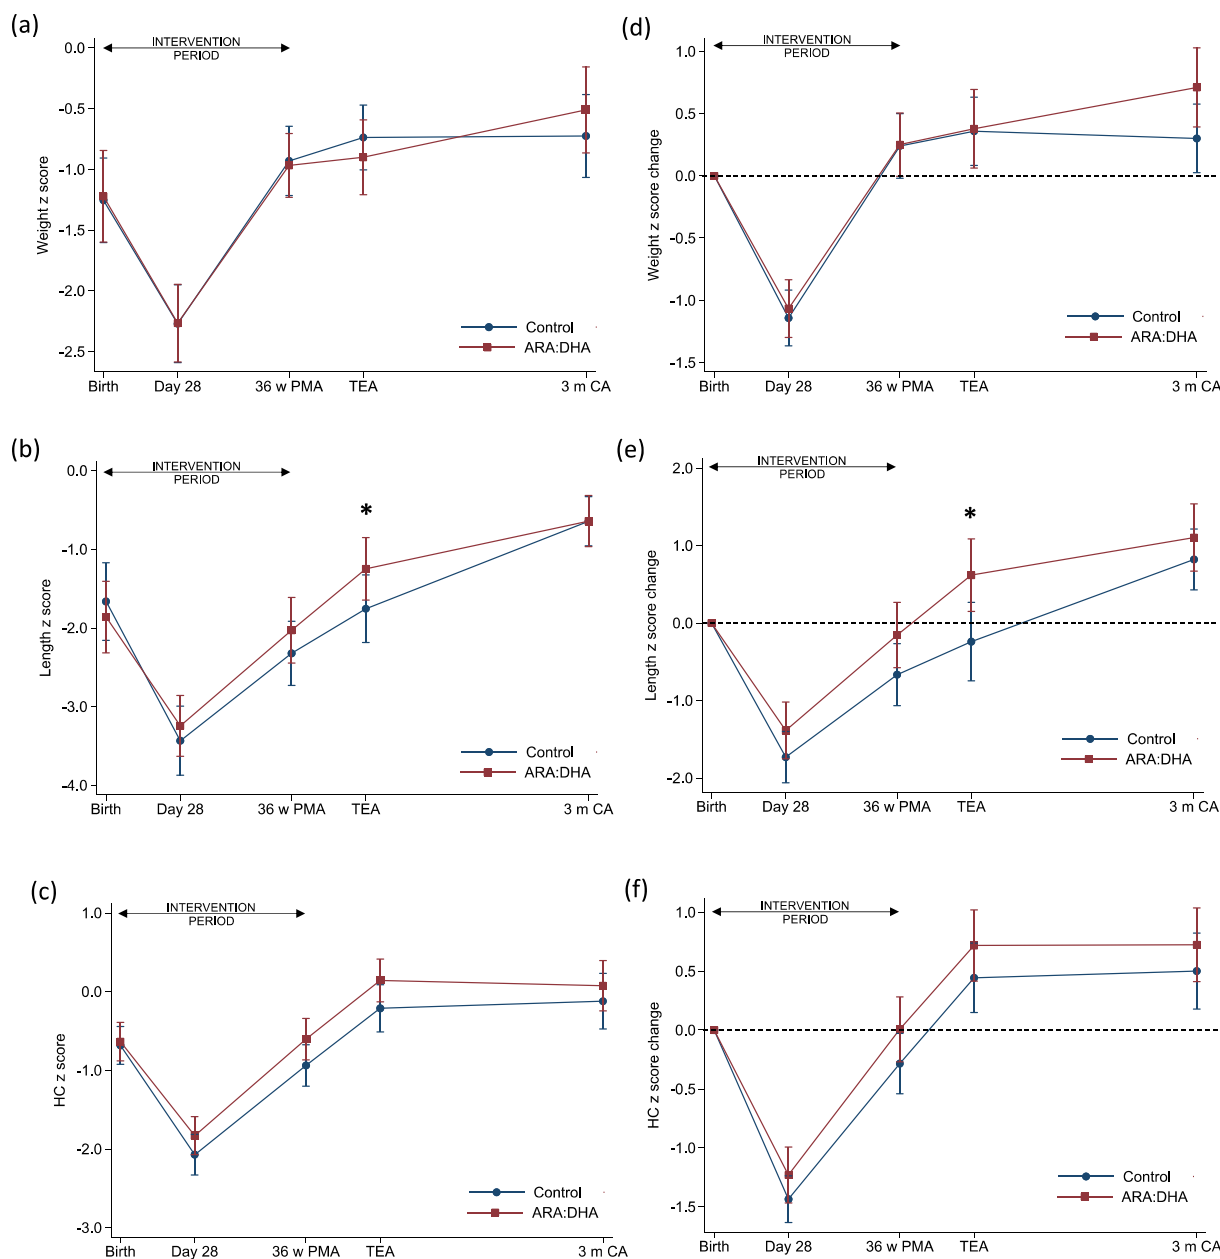 (a)
INTERVENTION
PERIOD
0.0
-0.5
-1.0
-1.5
-2.0
-2.5
Weight z score
Control
ARA:DHA
Birth Day 28 36 w PMA TEA 3 m CA
(d)
INTERVENTION
PERIOD
1.0
0.5
0.0
-0.5
-1.0
-1.5
Weight z score change
Control
ARA:DHA
Birth Day 28 36 w PMA TEA 3 m CA
(b)
INTERVENTION
PERIOD
0.0
-1.0
-2.0
-3.0
-4.0
Length z score
*
Control
ARA:DHA
Birth Day 28 36 w PMA TEA 3 m CA
(e)
INTERVENTION
PERIOD
2.0
1.0
0.0
-1.0
-2.0
Length z score change
*
Control
ARA:DHA
Birth Day 28 36 w PMA TEA 3 m CA
(c)
INTERVENTION
PERIOD
1.0
0.0
-1.0
-2.0
-3.0
HC z score
Control
ARA:DHA
Birth Day 28 36 w PMA TEA 3 m CA
(f)
INTERVENTION
PERIOD
1.0
0.5
0.0
-0.5
-1.0
-1.5
HC z score change
Control
ARA:DHA
Birth Day 28 36 w PMA TEA 3 m CA